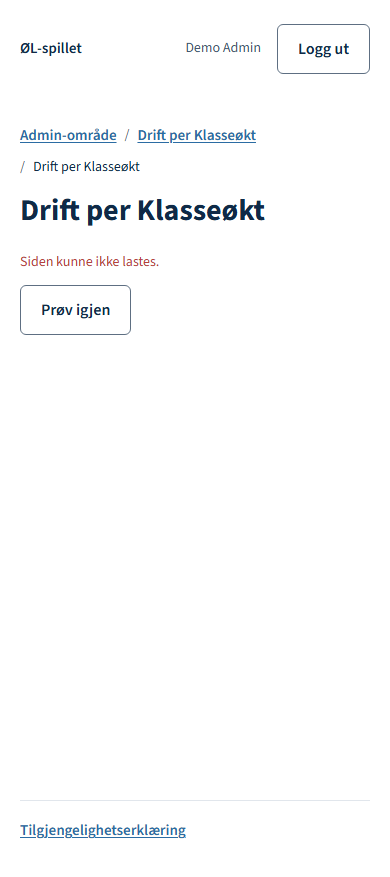 ØL-spillet
Demo Admin
Logg ut
Admin-område / Drift per Klasseøkt
/ Drift per Klasseøkt
Drift per Klasseøkt
Siden kunne ikke lastes.
Prøv igjen
Tilgjengelighetserklæring